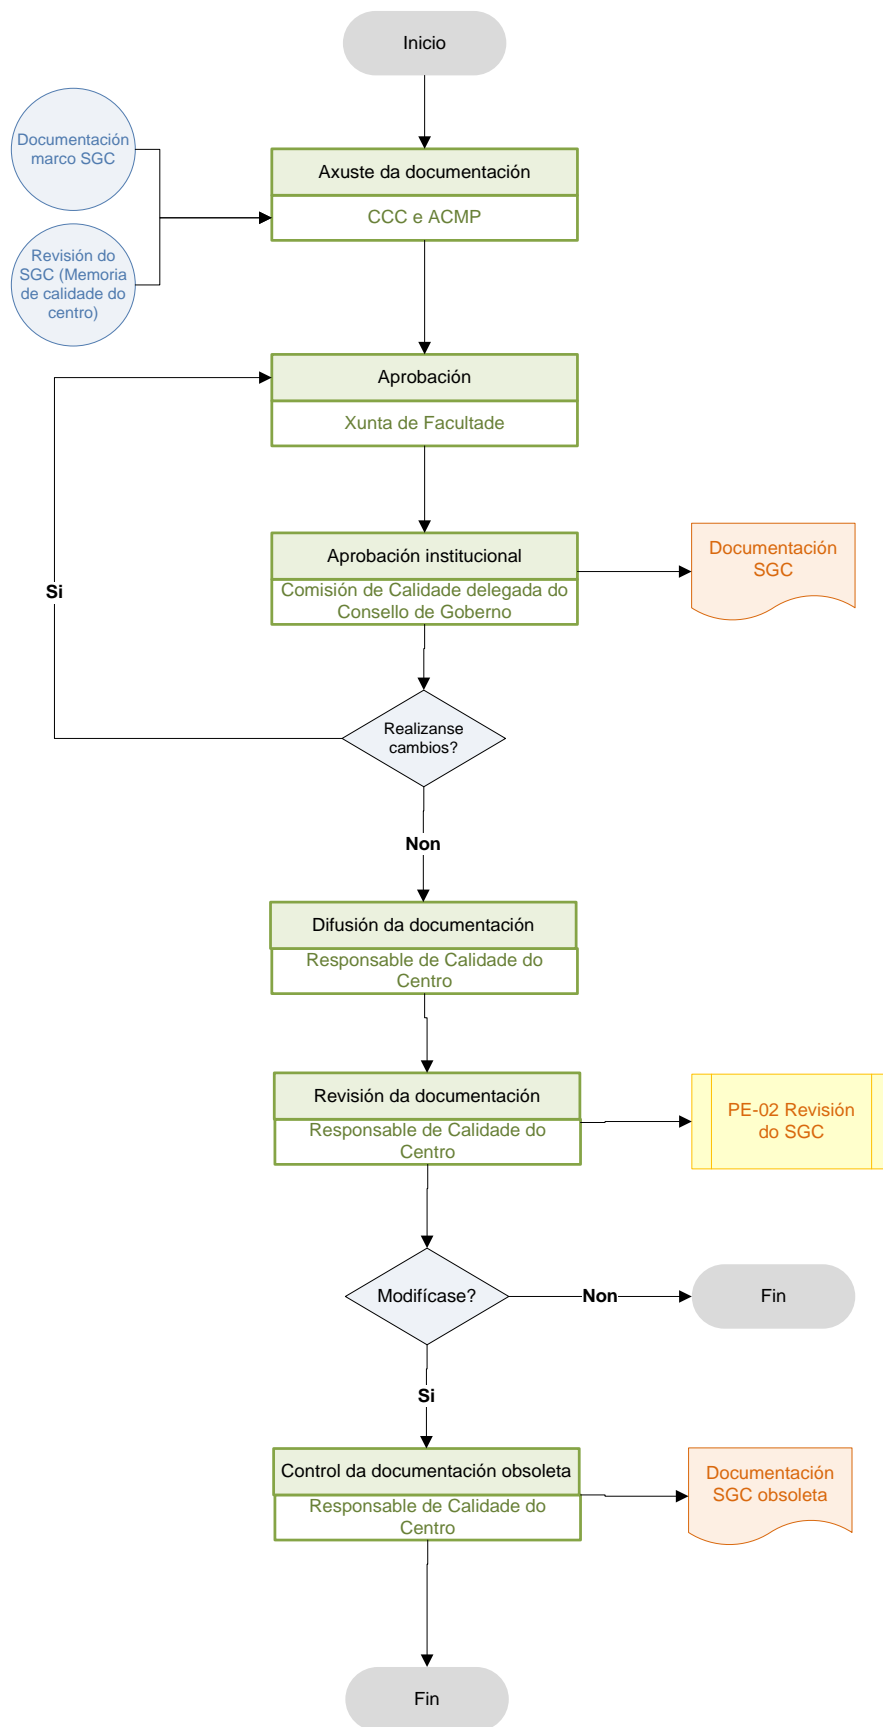 Inicio
Documentación
marco SGC
Axuste da documentación
CCC e ACMP
Revisión do
SGC (Memoria
de calidade do
centro)
Aprobación
Xunta de Facultade
Aprobación institucional
Comisión de Calidade delegada do
Consello de Goberno
Documentación
SGC
Si
Realizanse
cambios?
Non
Difusión da documentación
Responsable de Calidade do
Centro
Revisión da documentación
Responsable de Calidade do
Centro
PE-02 Revisión
do SGC
Modifícase?
Non
Fin
Si
Control da documentación obsoleta
Responsable de Calidade do
Centro
Documentación
SGC obsoleta
Fin